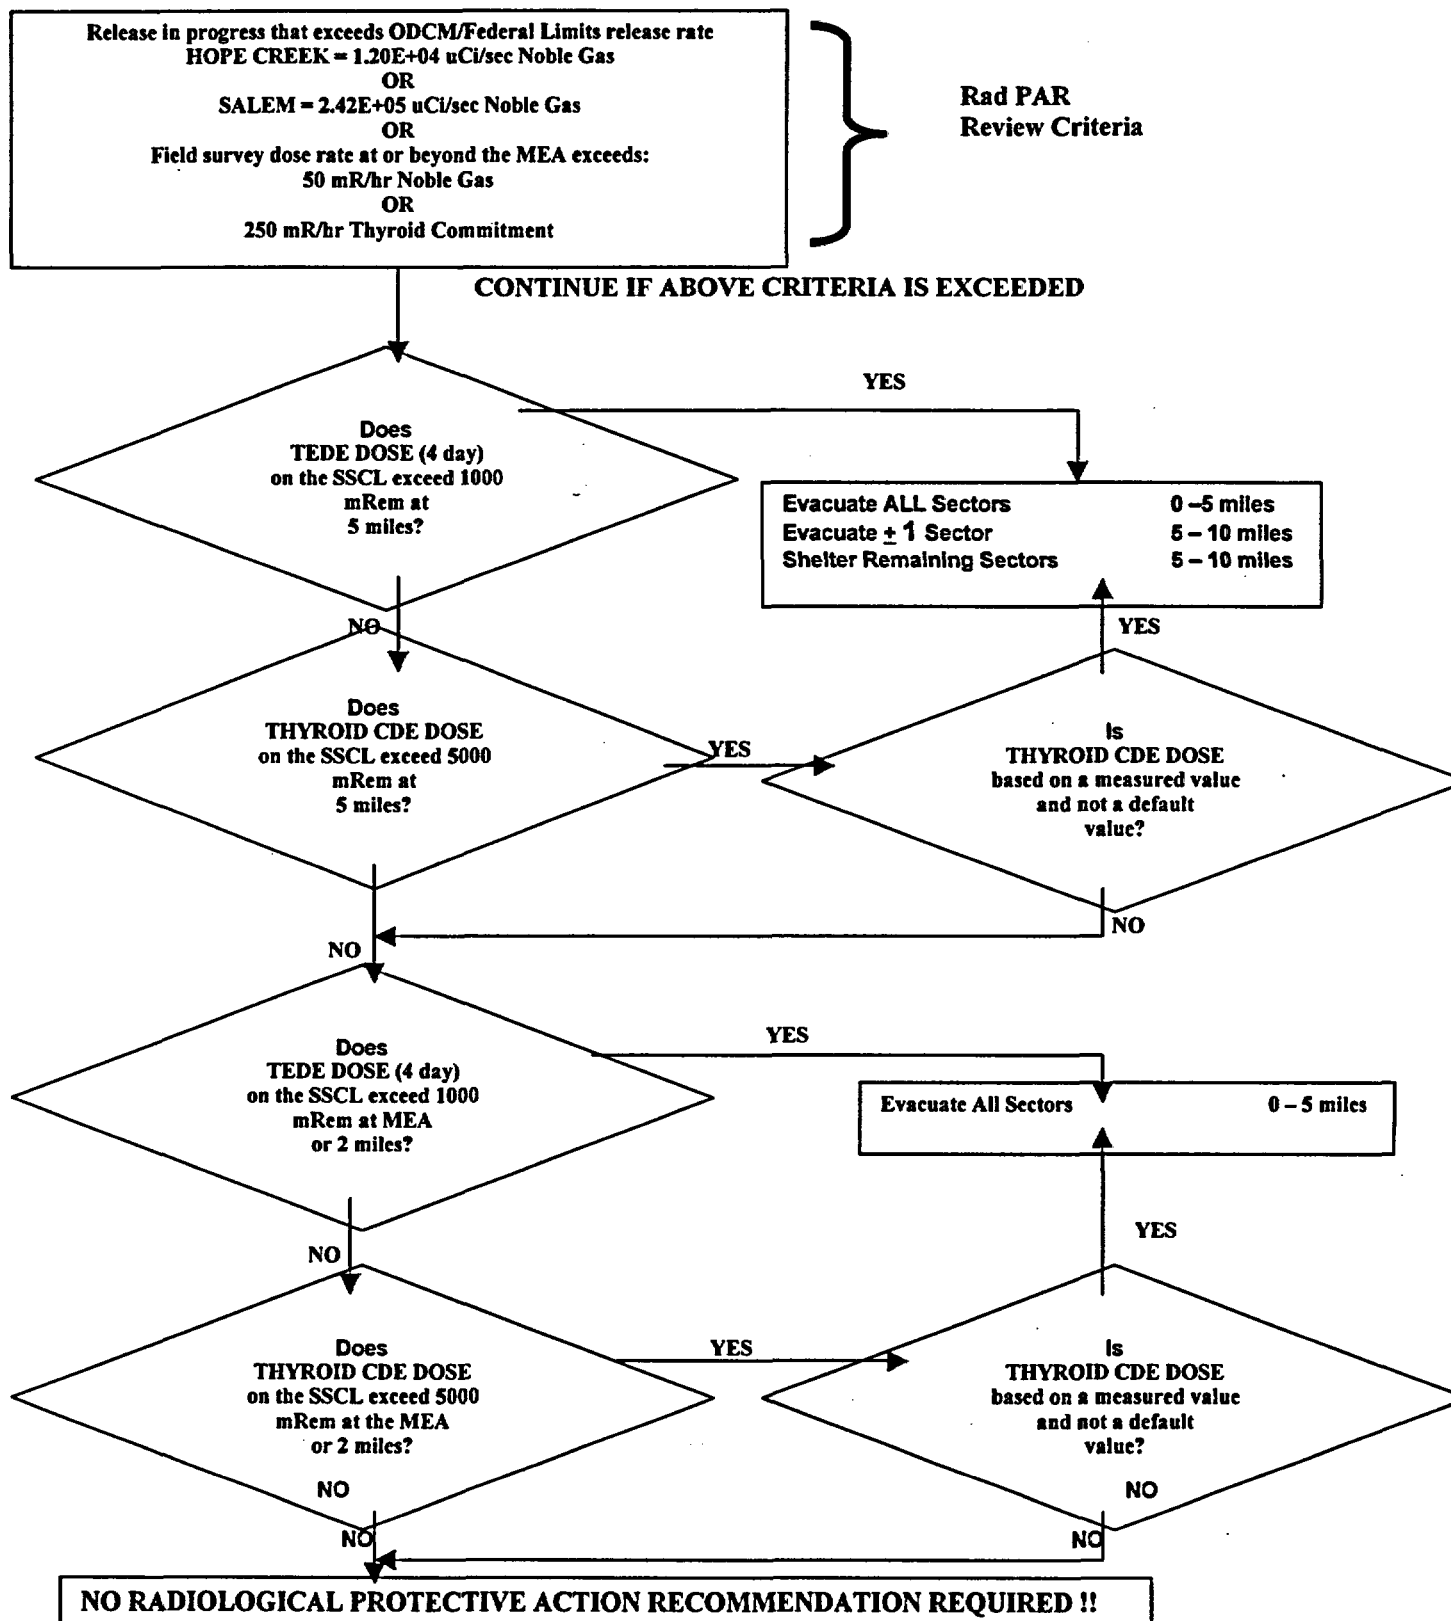 Release in progress that exceeds ODCM/Federal Limits release rate
HOPE CREEK = 1.20E+04 uCi/sec Noble Gas
OR
SALEM = 2.42E+05 uCi/sec Noble Gas
OR
Field survey dose rate at or beyond the MEA exceeds:
50 mR/hr Noble Gas
OR
250 mR/hr Thyroid Commitment
Rad PAR
Review Criteria
CONTINUE IF ABOVE CRITERIA IS EXCEEDED
YES
Does
TEDE DOSE (4 day)
on the SSCL exceed 1000
mRem at
5 miles?
Evacuate ALL Sectors 0 –5 miles
Evacuate ± 1 Sector 5 – 10 miles
Shelter Remaining Sectors 5 – 10 miles
NO
YES
Does
THYROID CDE DOSE
on the SSCL exceed 5000
mRem at
5 miles?
YES
Is
THYROID CDE DOSE
based on a measured value
and not a default
value?
NO
NO
Does
TEDE DOSE (4 day)
on the SSCL exceed 1000
mRem at MEA
or 2 miles?
YES
Evacuate All Sectors 0 – 5 miles
NO
YES
Does
THYROID CDE DOSE
on the SSCL exceed 5000
mRem at the MEA
or 2 miles?
NO
YES
Is
THYROID CDE DOSE
based on a measured value
and not a default
value?
NO
NO
NO
NO RADIOLOGICAL PROTECTIVE ACTION RECOMMENDATION REQUIRED !!